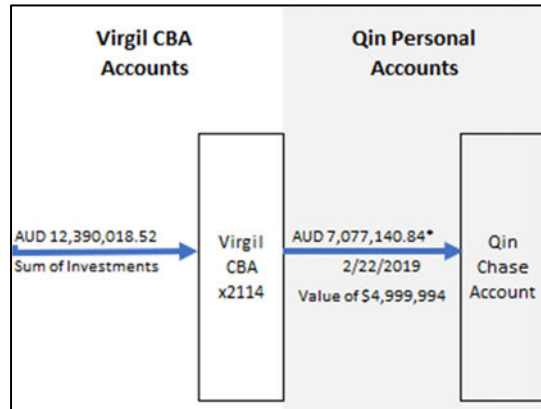 Virgil CBA
Accounts
Qin Personal
Accounts
AUD 12,390,018.52
Sum of Investments
Virgil
CBA
x2114
AUD 7,077,140.84*
2/22/2019
Value of $4,999,994
Qin
Chase
Account